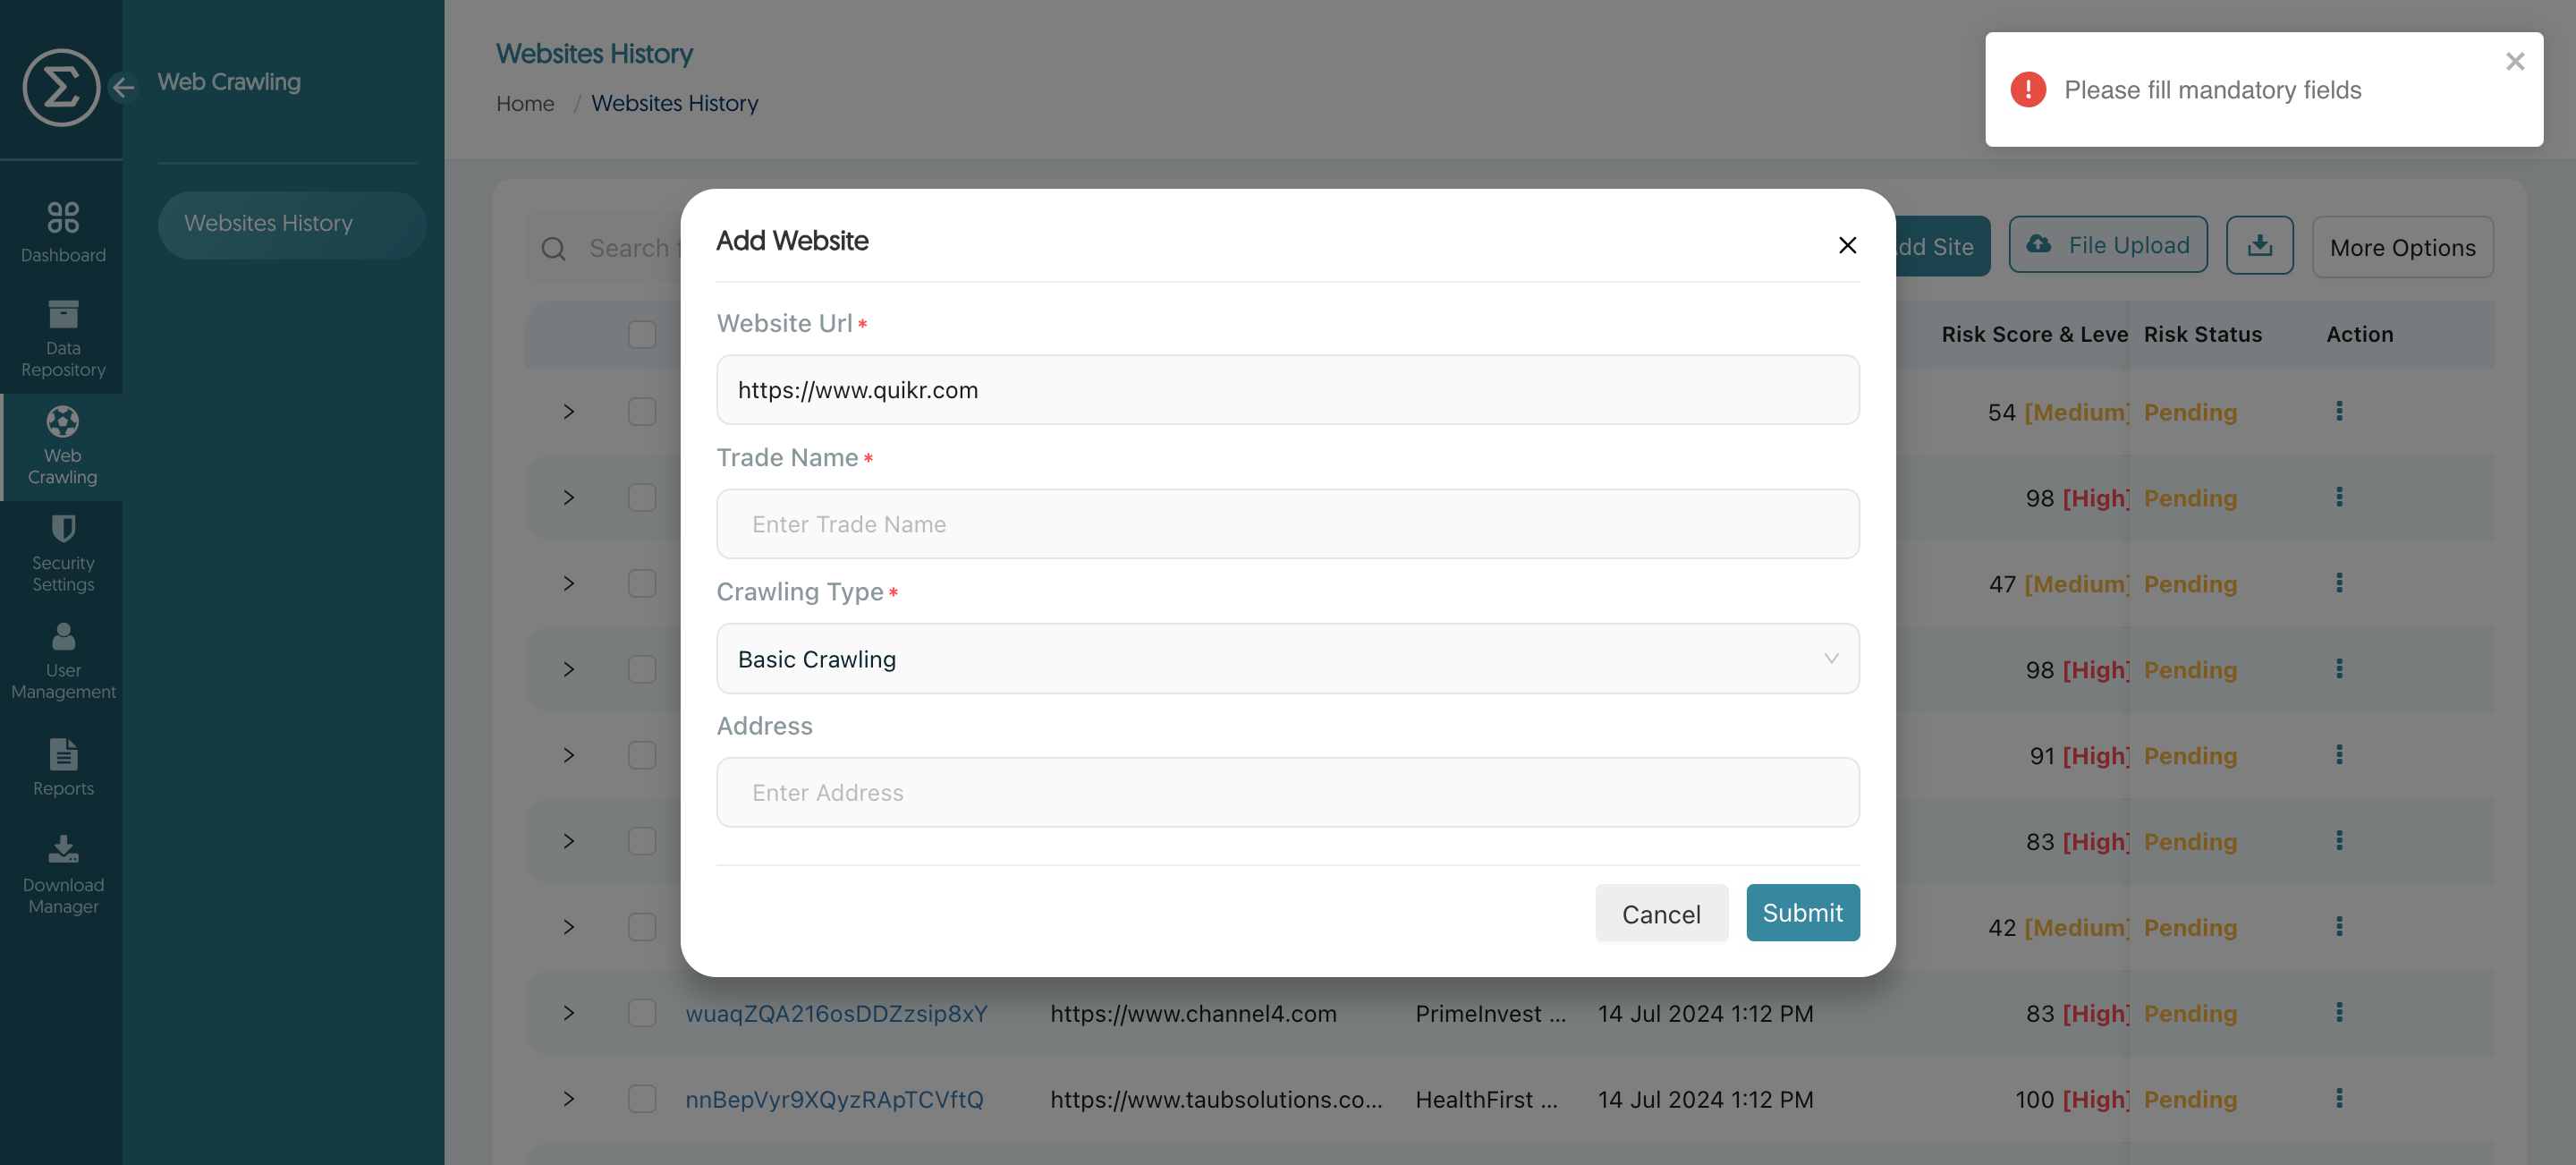 Web Crawling
Websites History
Dashboard
Data
Repository
Web
Crawling
Security
Settings
User
Management
Reports
Download
Manager
Websites History
Home / Websites History
Please fill mandatory fields
Search
dd Site
File Upload
More Options
Risk Score & Leve Risk Status Action
54 [Medium] Pending
98 [High] Pending
47 [Medium] Pending
98 [High] Pending
91 [High] Pending
83 [High] Pending
42 [Medium] Pending
Add Website
Website Url*
https://www.quikr.com
Trade Name*
Enter Trade Name
Crawling Type*
Basic Crawling
Address
Enter Address
Cancel
Submit
wuaqZQA216osDDZzsip8xY https://www.channel4.com PrimeInvest ... 14 Jul 2024 1:12 PM 83 [High] Pending
nnBepVyr9XQyzRApTCVftQ https://www.taubsolutions.co... HealthFirst ... 14 Jul 2024 1:12 PM 100 [High] Pending